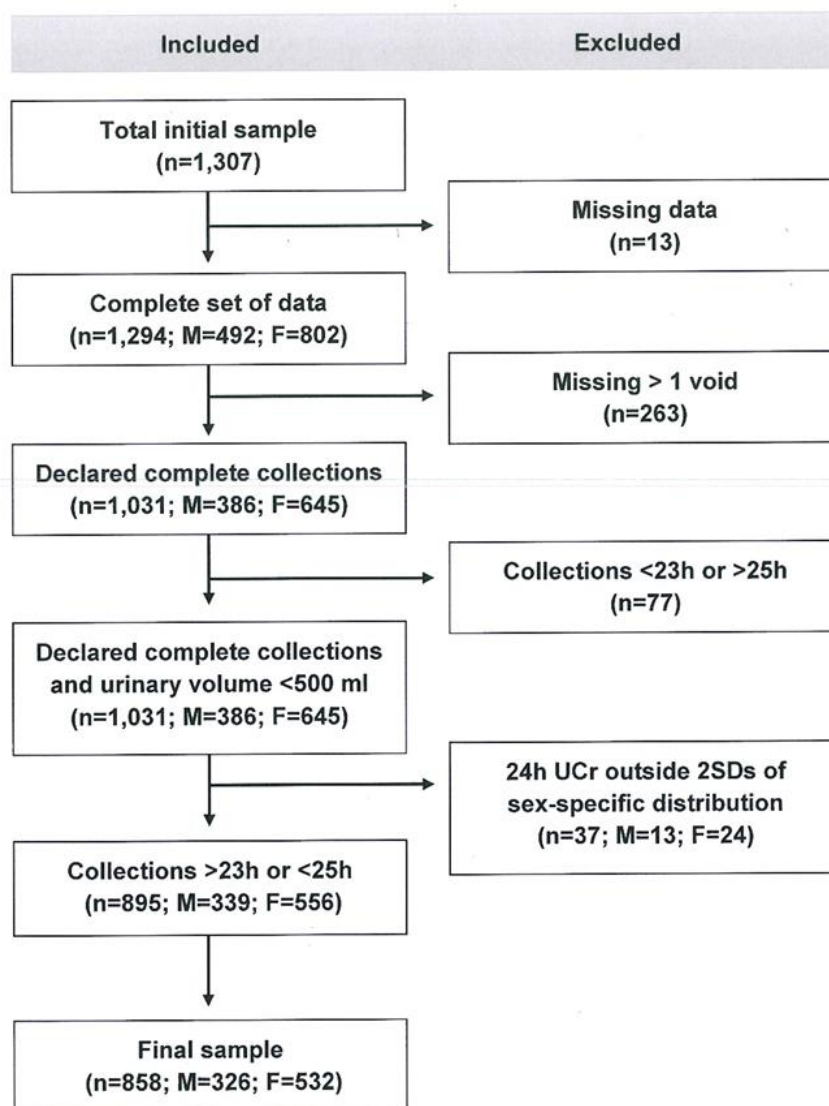 Included
Excluded
Total initial sample
(n=1,307)
Missing data
(n=13)
Complete set of data
(n=1,294; M=492; F=802)
Missing > 1 void
(n=263)
Declared complete collections
(n=1,031; M=386; F=645)
Collections <23h or >25h
(n=77)
Declared complete collections
and urinary volume <500 ml
(n=1,031; M=386; F=645)
24h UCr outside 2SDs of
sex-specific distribution
(n=37; M=13; F=24)
Collections >23h or <25h
(n=895; M=339; F=556)
Final sample
(n=858; M=326; F=532)